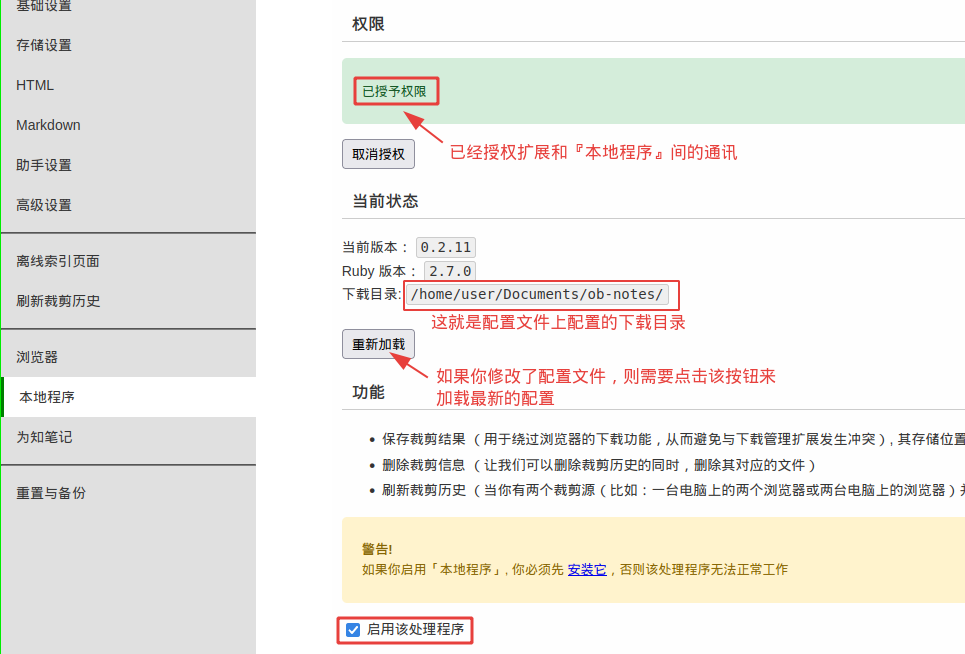 基础设置
存储设置
HTML
Markdown
助手设置
高级设置
离线索引页面
刷新裁剪历史
浏览器
本地程序
为知笔记
重置与备份
权限
已授予权限
取消授权
已经授权扩展和『本地程序』间的通讯
当前状态
当前版本： 0.2.11
Ruby 版本： 2.7.0
下载目录: /home/user/Documents/ob-notes/
这就是配置文件上配置的下载目录
重新加载
如果你修改了配置文件，则需要点击该按钮来
加载最新的配置
功能
保存裁剪结果 （用于绕过浏览器的下载功能，从而避免与下载管理扩展发生冲突）, 其存储位置
删除裁剪信息 （让我们可以删除裁剪历史的同时，删除其对应的文件）
刷新裁剪历史 （当你有两个裁剪源（比如：一台电脑上的两个浏览器或两台电脑上的浏览器）
警告!
如果你启用「本地程序」, 你必须先 安装它，否则该处理程序无法正常工作
启用该处理程序